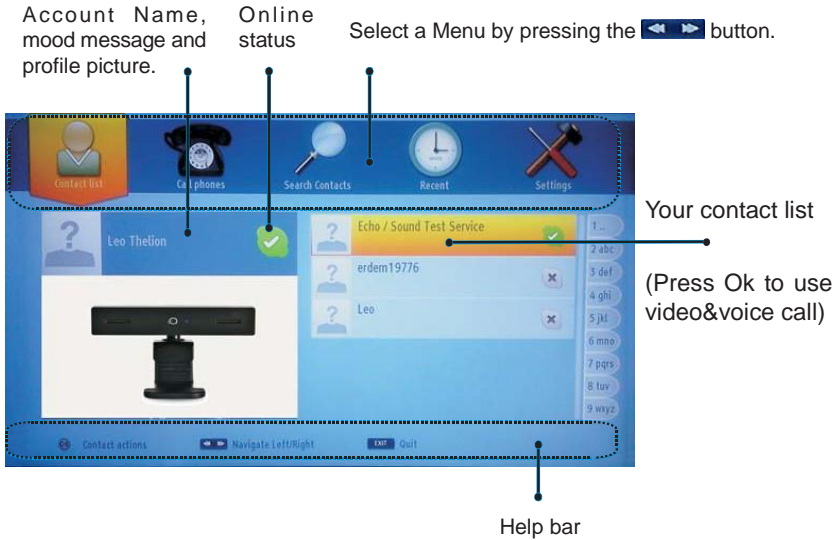 Account Name,
mood message and
profile picture.
Online
status
Select a Menu by pressing the button.
Contact list
Call phones
Search Contacts
Recent
Settings
Leo Thelion
Echo / Sound Test Service
erdem19776
Leo
1 ..
2 abc
3 def
4 ghi
5 jkl
6 mno
7 pqrs
8 tuv
9 wxyz
Your contact list
(Press Ok to use
video&voice call)
OK Contact actions
Navigate Left/Right
EXIT Quit
Help bar